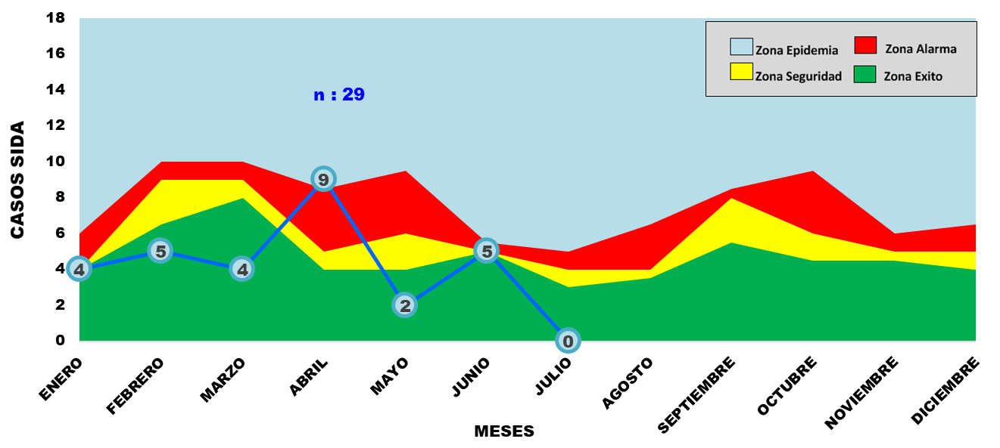 18
16
14
12
10
8
6
4
2
0
CASOS SIDA
n : 29
Zona Epidemia
Zona Alarma
Zona Seguridad
Zona Exito
4
5
4
9
2
5
0
ENERO
FEBRERO
MARZO
ABRIL
MAYO
JUNIO
JULIO
AGOSTO
SEPTIEMBRE
OCTUBRE
NOVIEMBRE
DICIEMBRE
MESES